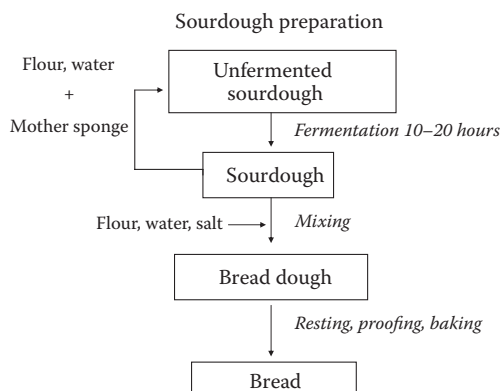 Sourdough preparation
Flour, water
+
Mother sponge
Unfermented
sourdough
Fermentation 10–20 hours
Sourdough
Flour, water, salt
Mixing
Bread dough
Resting, proofing, baking
Bread